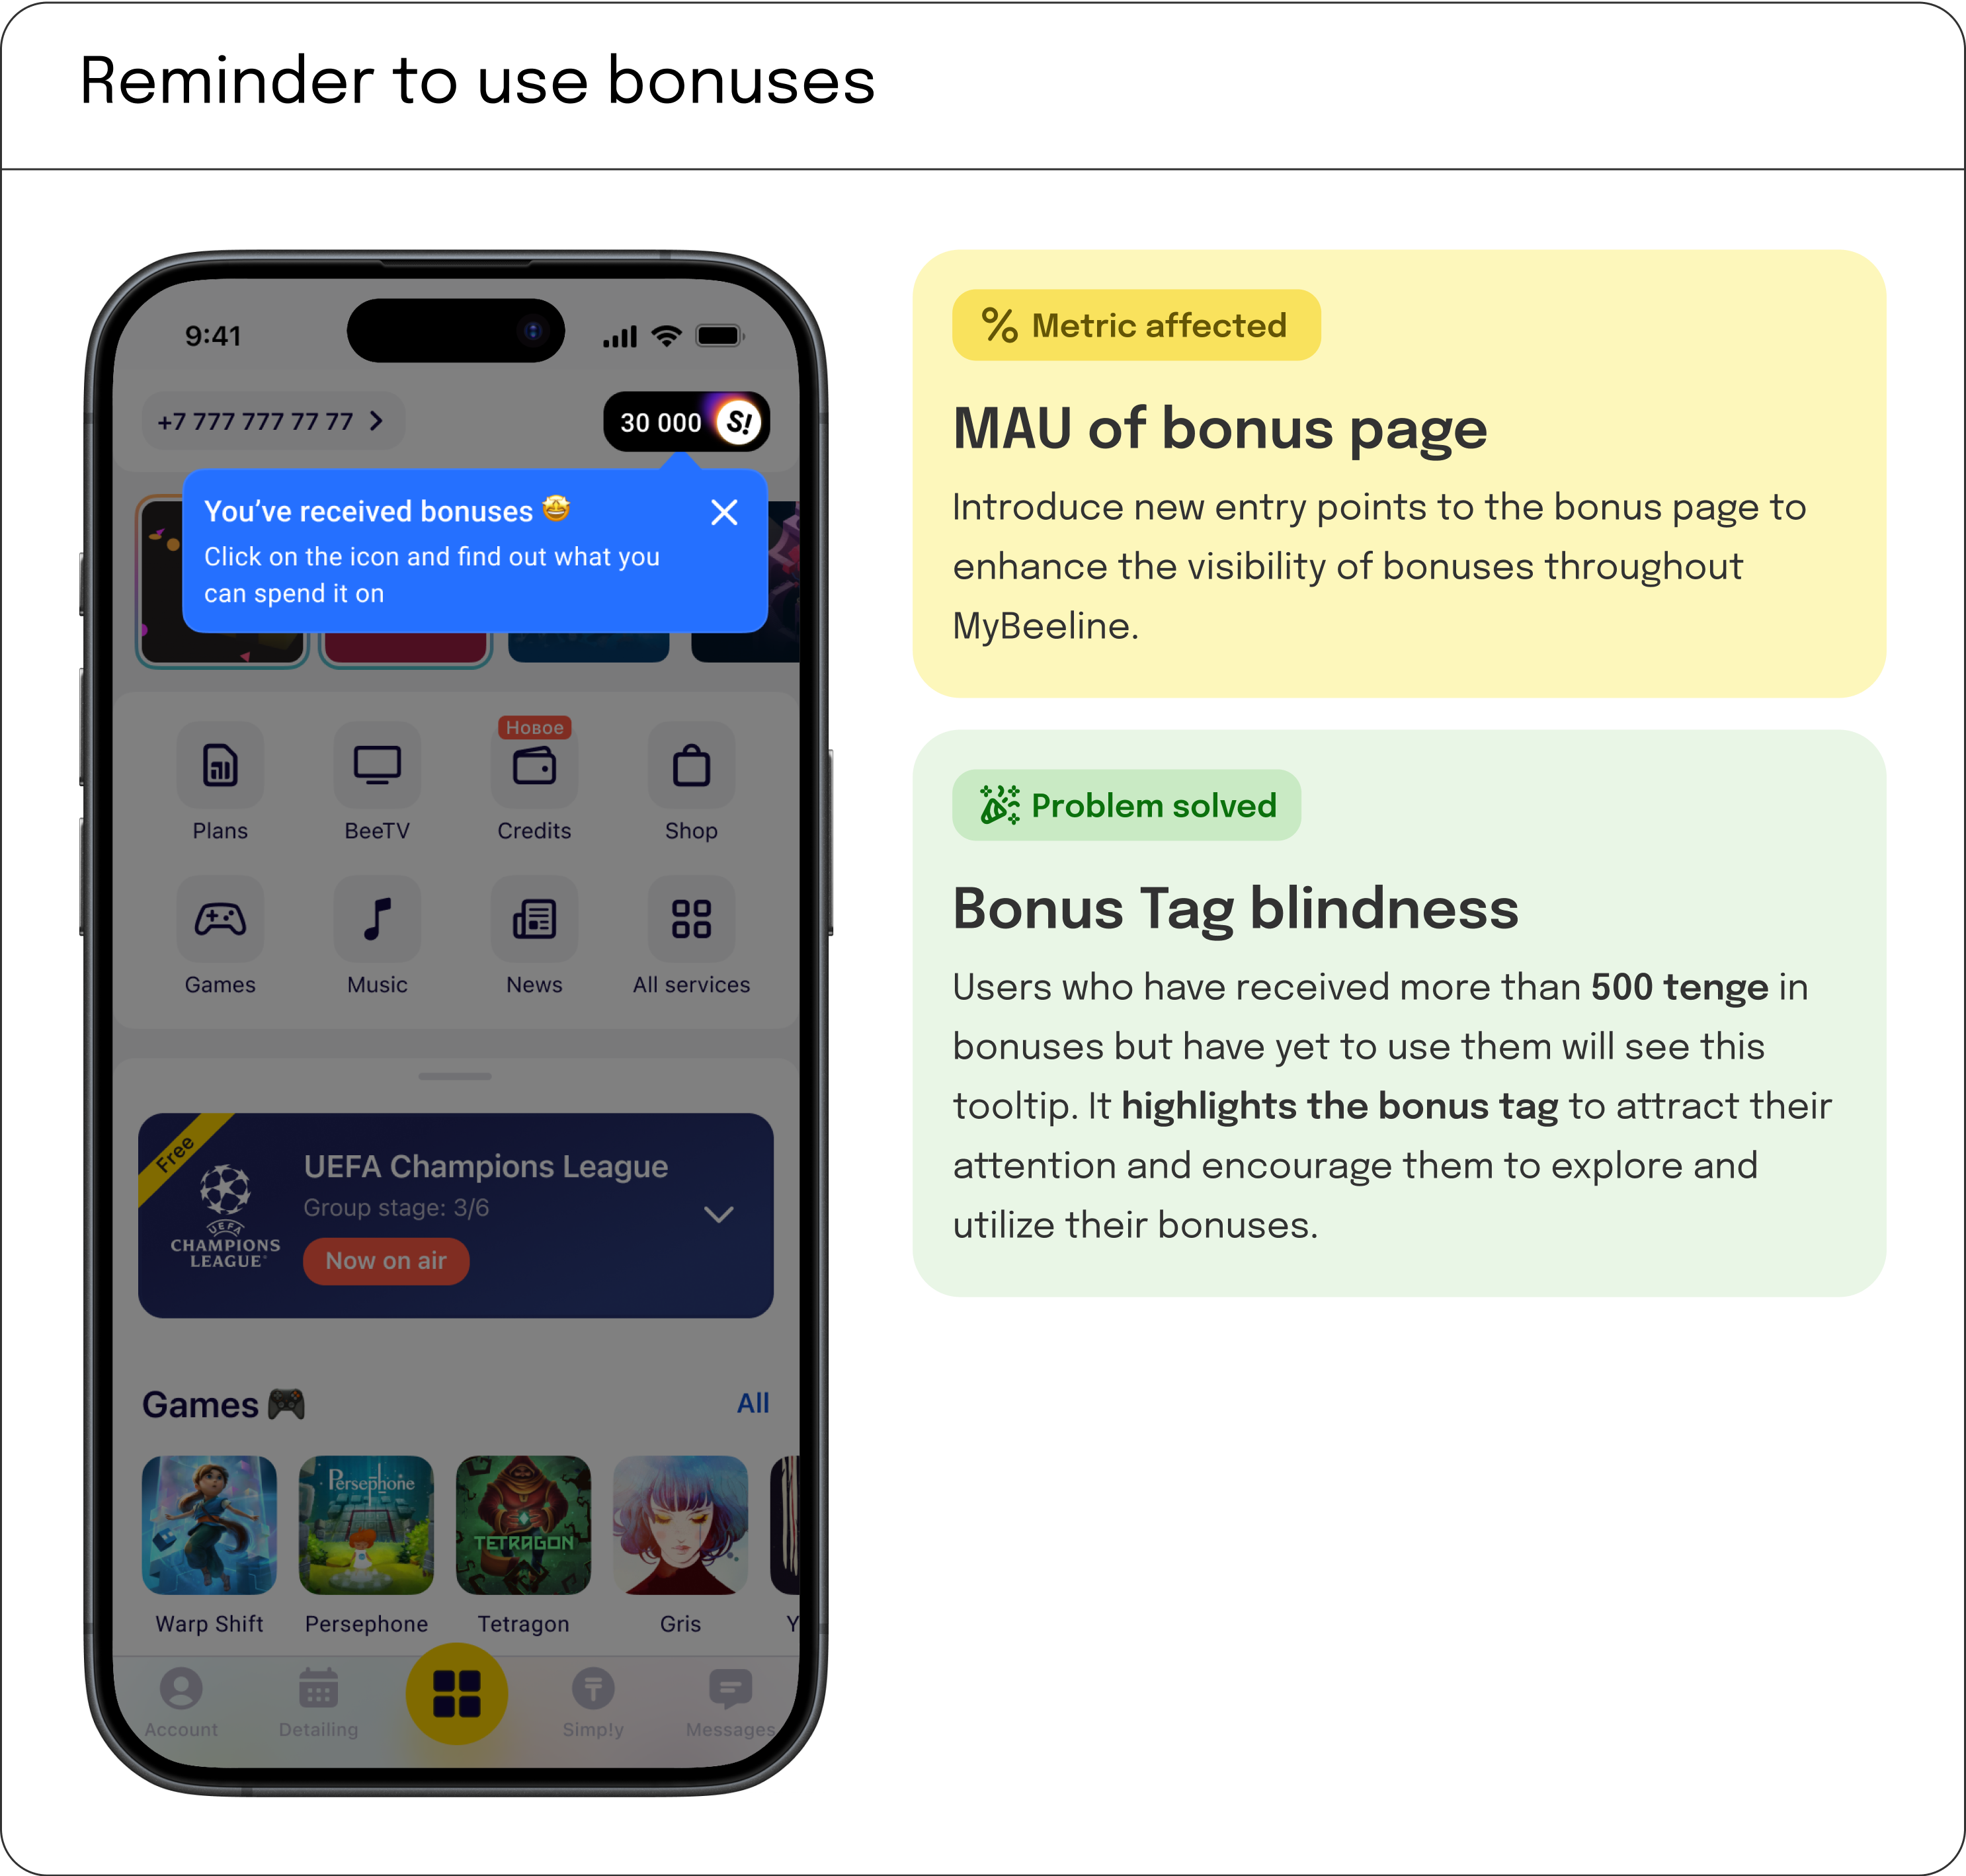 Reminder to use bonuses
9:41
+7 777 777 77 77
30 000 S!
You've received bonuses 🤩
Click on the icon and find out what you
can spend it on
Новое
Plans
BeeTV
Credits
Shop
Games
Music
News
All services
Free
UEFA
CHAMPIONS
LEAGUE
UEFA Champions League
Group stage: 3/6
Now on air
Games 🎮
All
Persephone
TETRAGON
Warp Shift
Persephone
Tetragon
Gris
Y
Account
Detailing
Simp!y
Messages
Metric affected
MAU of bonus page
Introduce new entry points to the bonus page to
enhance the visibility of bonuses throughout
MyBeeline.
Problem solved
Bonus Tag blindness
Users who have received more than 500 tenge in
bonuses but have yet to use them will see this
tooltip. It highlights the bonus tag to attract their
attention and encourage them to explore and
utilize their bonuses.